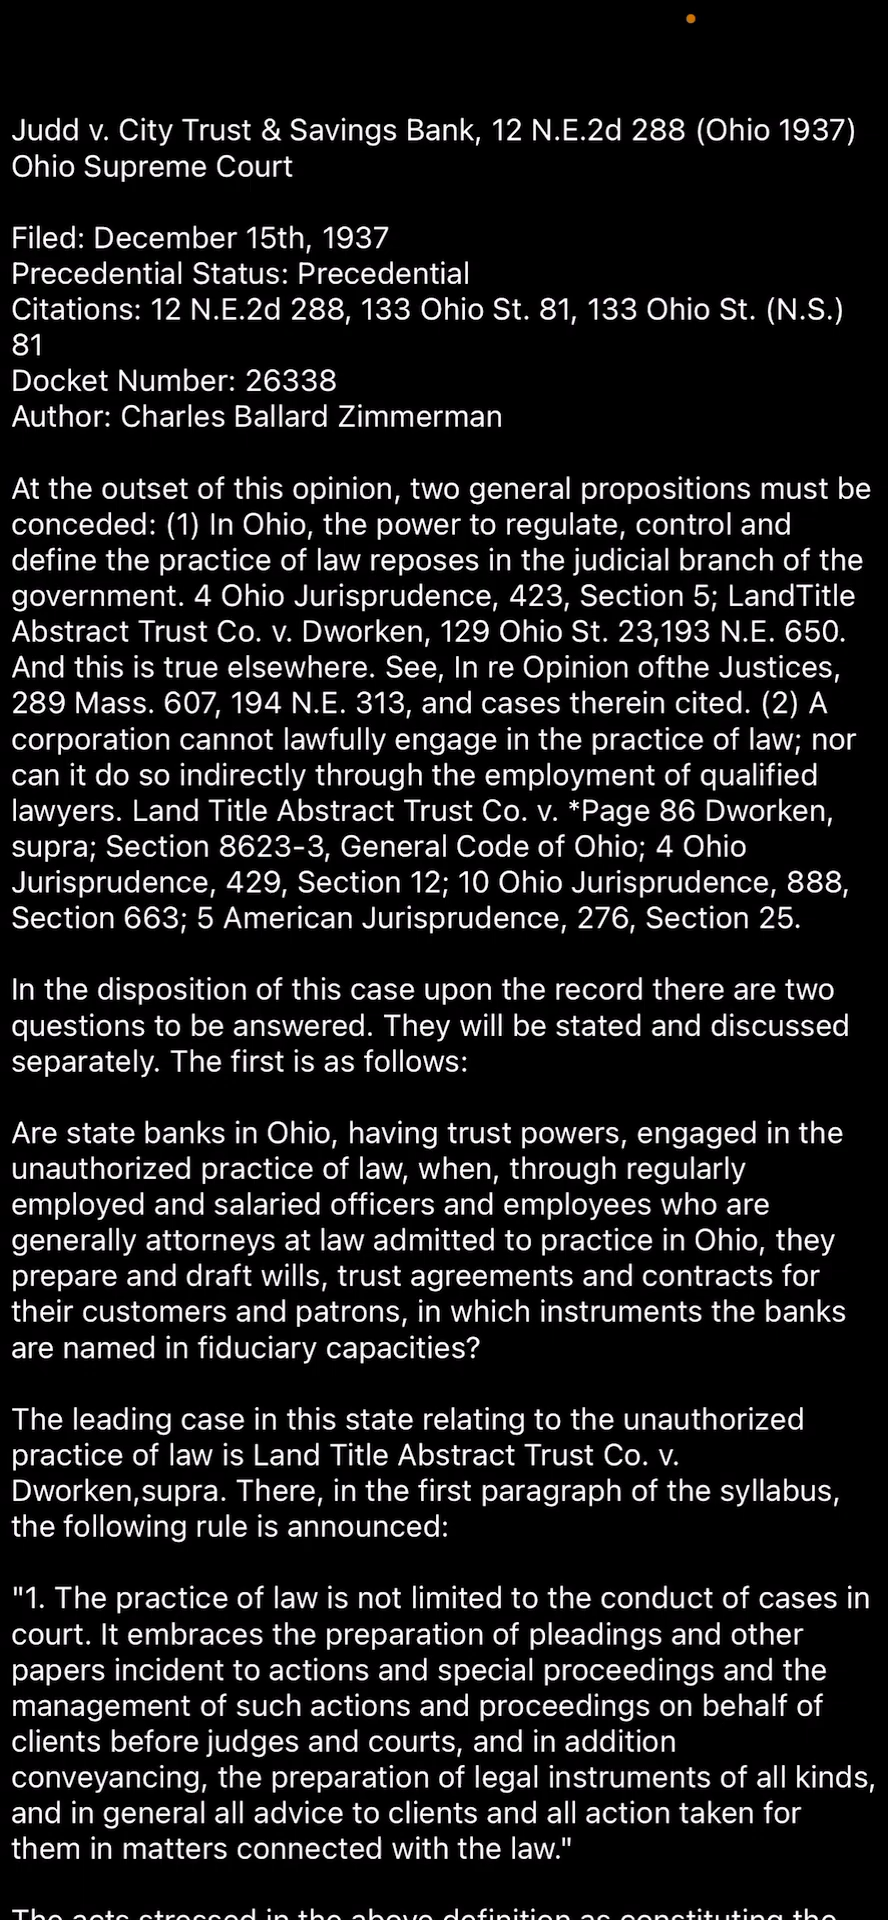 Judd v. City Trust & Savings Bank, 12 N.E.2d 288 (Ohio 1937)
Ohio Supreme Court
Filed: December 15th, 1937
Precedential Status: Precedential
Citations: 12 N.E.2d 288, 133 Ohio St. 81, 133 Ohio St. (N.S.)
81
Docket Number: 26338
Author: Charles Ballard Zimmerman
At the outset of this opinion, two general propositions must be
conceded: (1) In Ohio, the power to regulate, control and
define the practice of law reposes in the judicial branch of the
government. 4 Ohio Jurisprudence, 423, Section 5; LandTitle
Abstract Trust Co. v. Dworken, 129 Ohio St. 23,193 N.E. 650.
And this is true elsewhere. See, In re Opinion ofthe Justices,
289 Mass. 607, 194 N.E. 313, and cases therein cited. (2) A
corporation cannot lawfully engage in the practice of law; nor
can it do so indirectly through the employment of qualified
lawyers. Land Title Abstract Trust Co. v. *Page 86 Dworken,
supra; Section 8623-3, General Code of Ohio; 4 Ohio
Jurisprudence, 429, Section 12; 10 Ohio Jurisprudence, 888,
Section 663; 5 American Jurisprudence, 276, Section 25.
In the disposition of this case upon the record there are two
questions to be answered. They will be stated and discussed
separately. The first is as follows:
Are state banks in Ohio, having trust powers, engaged in the
unauthorized practice of law, when, through regularly
employed and salaried officers and employees who are
generally attorneys at law admitted to practice in Ohio, they
prepare and draft wills, trust agreements and contracts for
their customers and patrons, in which instruments the banks
are named in fiduciary capacities?
The leading case in this state relating to the unauthorized
practice of law is Land Title Abstract Trust Co. v.
Dworken,supra. There, in the first paragraph of the syllabus,
the following rule is announced:
"1. The practice of law is not limited to the conduct of cases in
court. It embraces the preparation of pleadings and other
papers incident to actions and special proceedings and the
management of such actions and proceedings on behalf of
clients before judges and courts, and in addition
conveyancing, the preparation of legal instruments of all kinds,
and in general all advice to clients and all action taken for
them in matters connected with the law."
The acts stressed in the above definition as constituting the